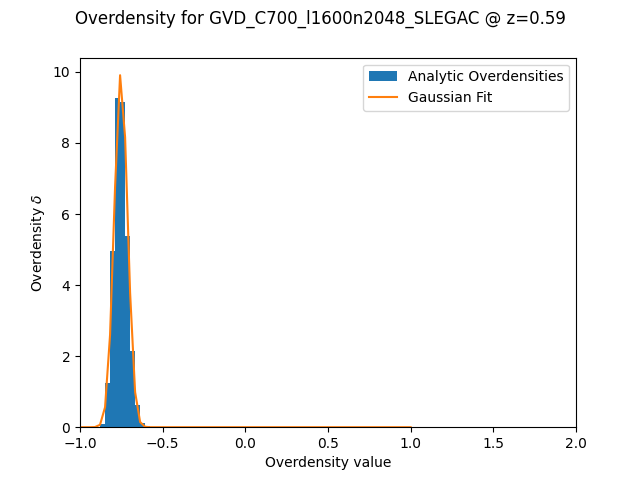 Overdensity for GVD_C700_l1600n2048_SLEGAC @ z=0.59
Analytic Overdensities
Gaussian Fit
Overdensity δ
10
8
6
4
2
0
−1.0 −0.5 0.0 0.5 1.0 1.5 2.0
Overdensity value